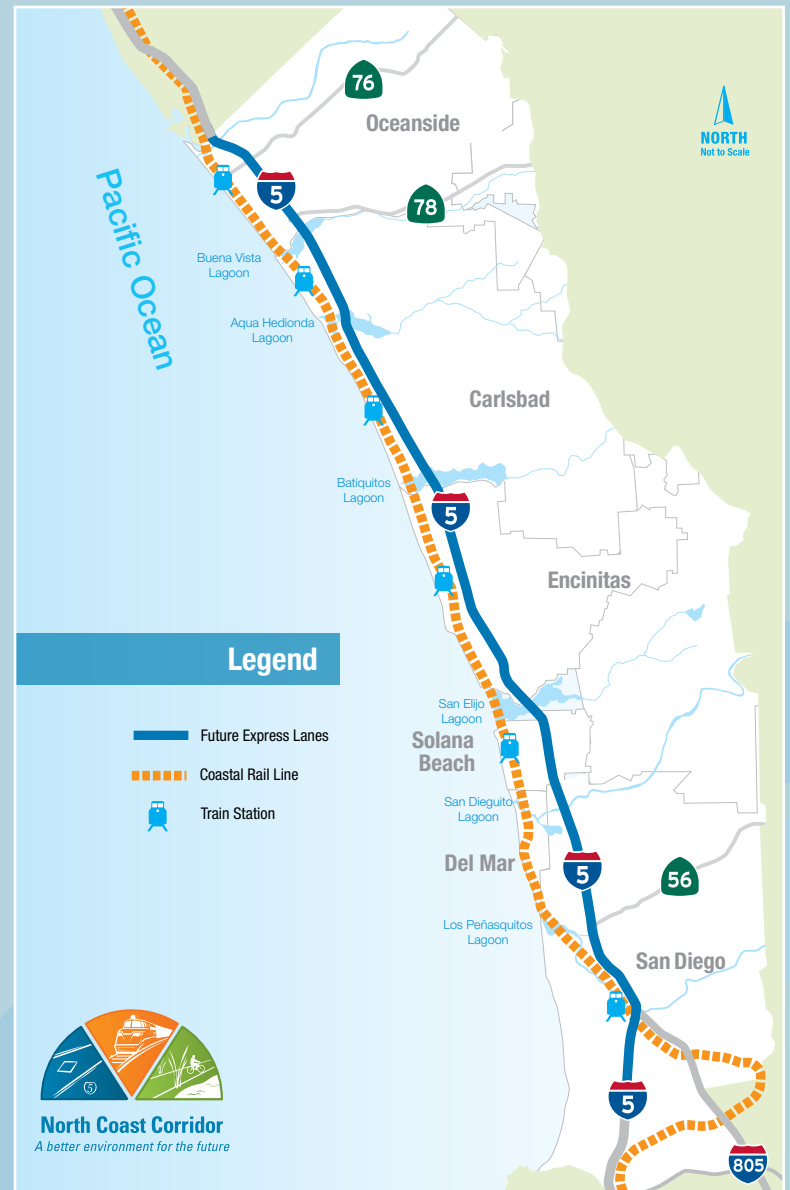 76
Oceanside
NORTH
Not to Scale
5
78
Pacific Ocean
Buena Vista
Lagoon
Aqua Hedionda
Lagoon
Carlsbad
Batiquitos
Lagoon
5
Encinitas
Legend
Future Express Lanes
Coastal Rail Line
Train Station
San Elijo
Lagoon
Solana
Beach
San Dieguito
Lagoon
Del Mar
5
56
Los Peñasquitos
Lagoon
San Diego
5
North Coast Corridor
A better environment for the future
5
805